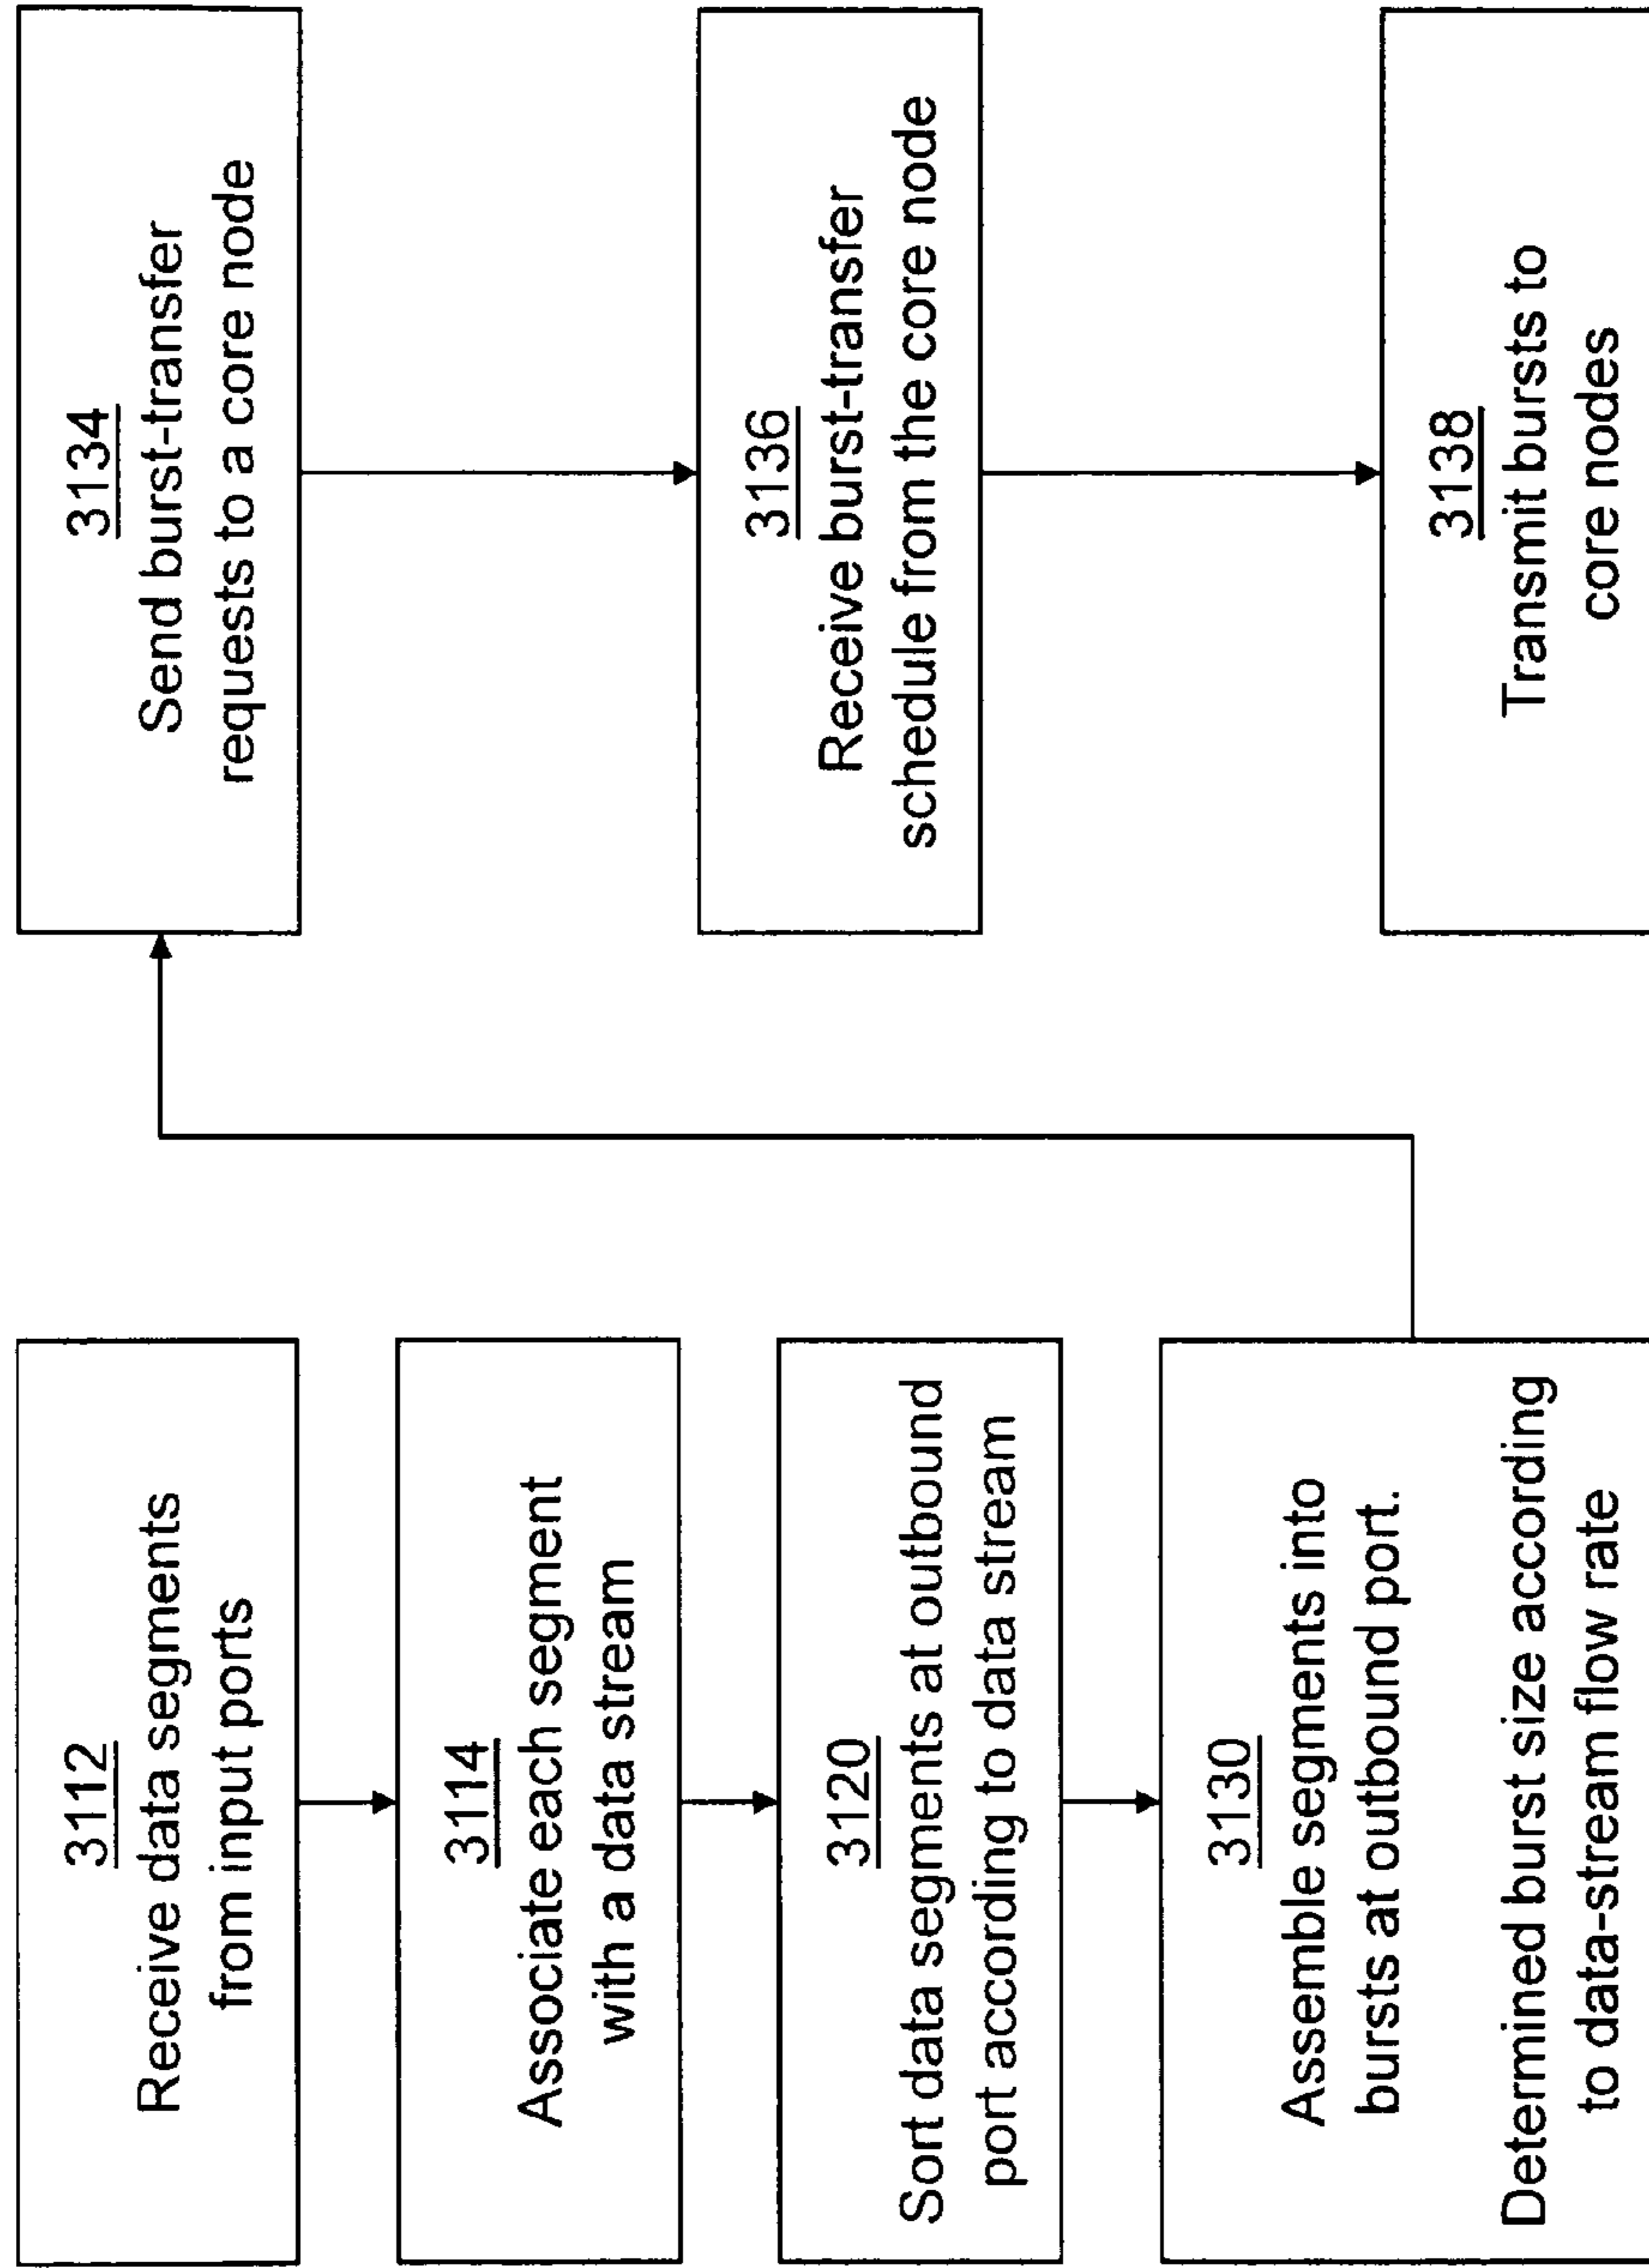 3112
Receive data segments
from input ports
3114
Associate each segment
with a data stream
3120
Sort data segments at outbound
port according to data stream
3130
Assemble segments into
bursts at outbound port.
Determined burst size according
to data-stream flow rate
3134
Send burst-transfer
requests to a core node
3136
Receive burst-transfer
schedule from the core node
3138
Transmit bursts to
core nodes